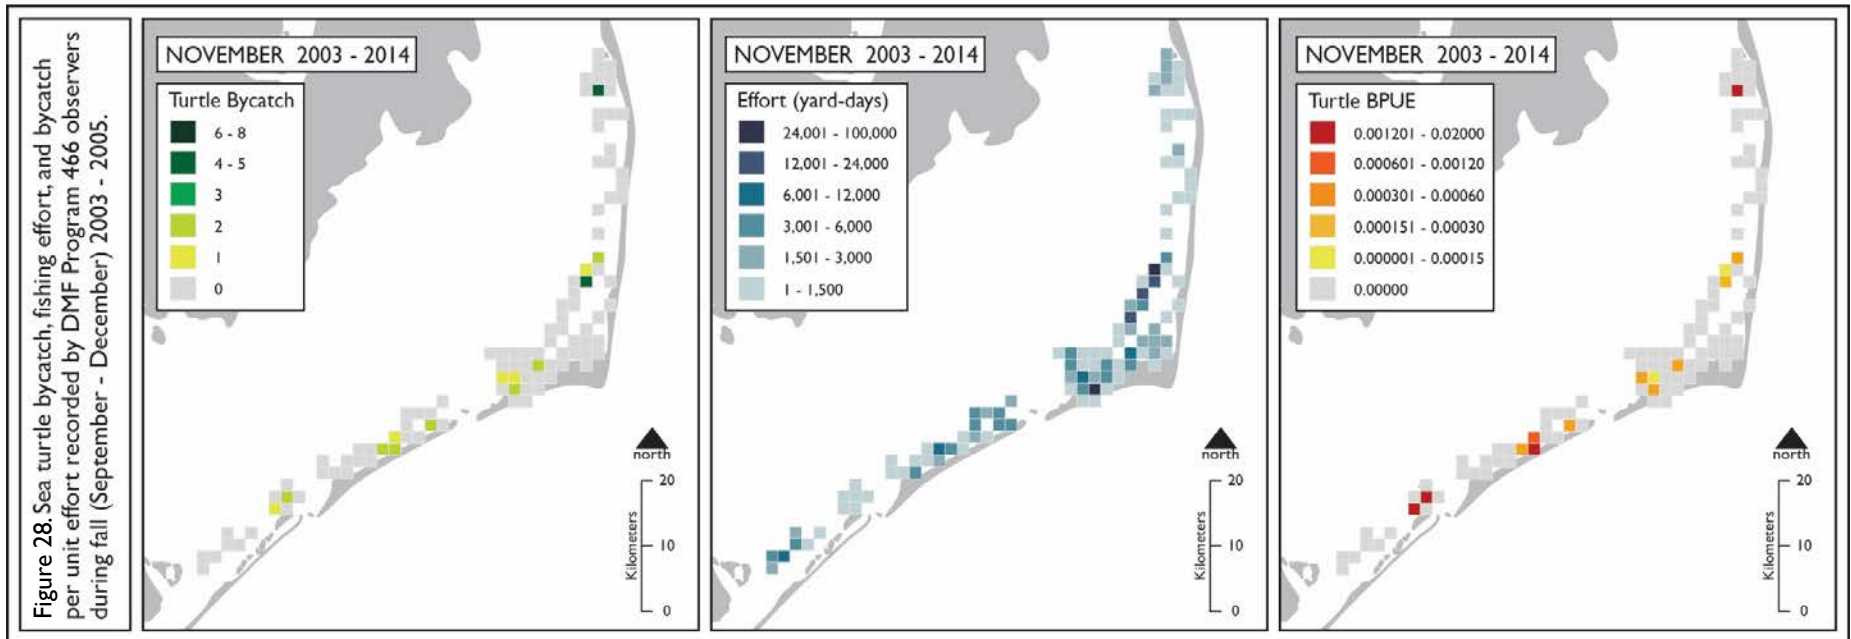 Figure 28. Sea turtle bycatch, fishing effort, and bycatch
per unit effort recorded by DMF Program 466 observers
during fall (September - December) 2003 - 2005.
NOVEMBER 2003 - 2014
Turtle Bycatch
6 - 8
4 - 5
3
2
1
0
north
20
10
0
Kilometers
NOVEMBER 2003 - 2014
Effort (yard-days)
24,001 - 100,000
12,001 - 24,000
6,001 - 12,000
3,001 - 6,000
1,501 - 3,000
1 - 1,500
north
20
10
0
Kilometers
NOVEMBER 2003 - 2014
Turtle BPUE
0.001201 - 0.02000
0.000601 - 0.00120
0.000301 - 0.00060
0.000151 - 0.00030
0.000001 - 0.00015
0.00000
north
20
10
0
Kilometers